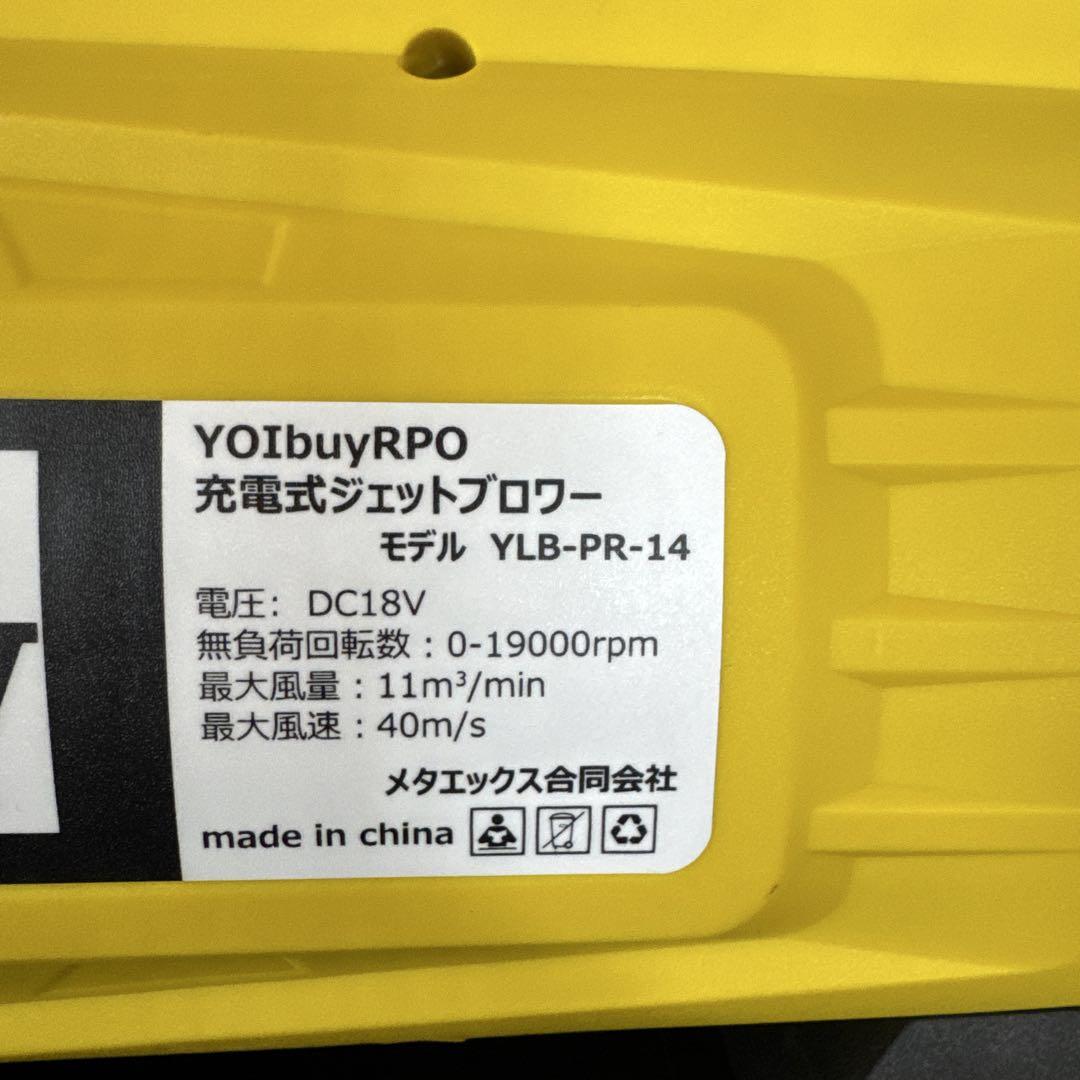 YOIbuyRPO
充電式ジェットブロワー
モデル YLB-PR-14
電圧： DC18V
無負荷回転数：0-19000rpm
最大風量：11m³/min
最大風速：40m/s
メタエックス合同会社
made in china